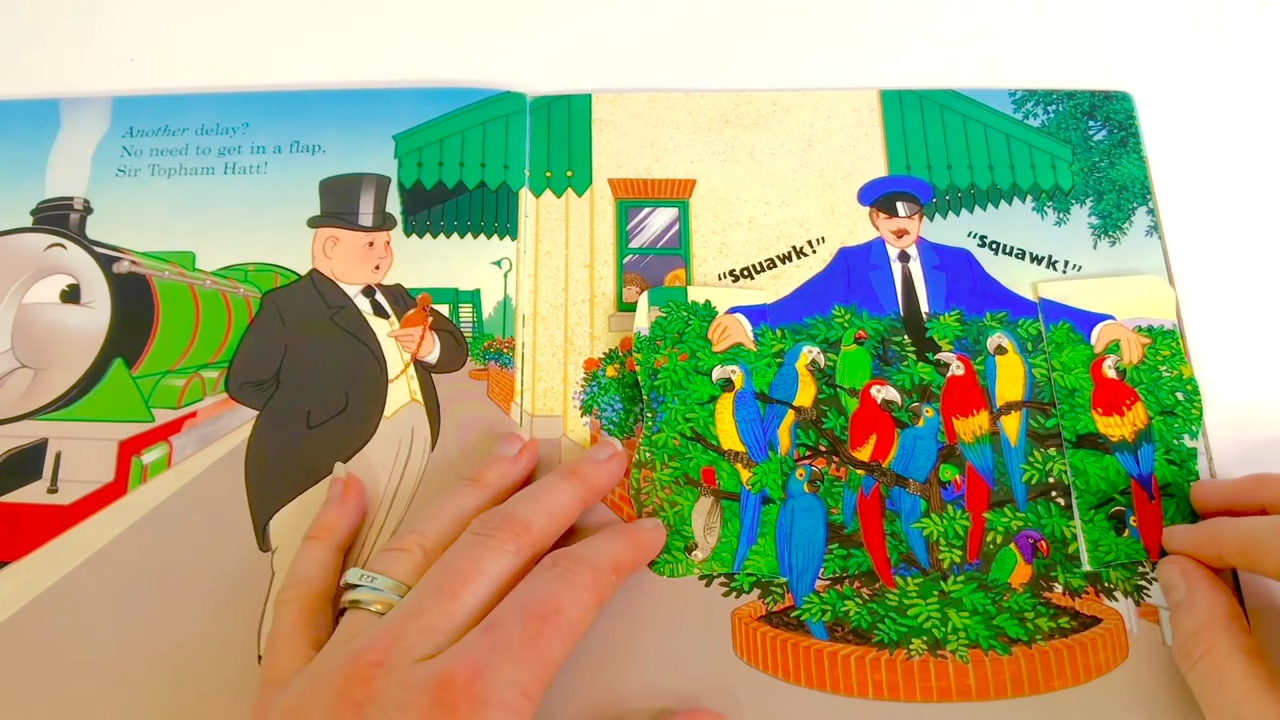 Another delay?
No need to get in a flap,
Sir Topham Hatt!
"squawk!"
"squawk!"